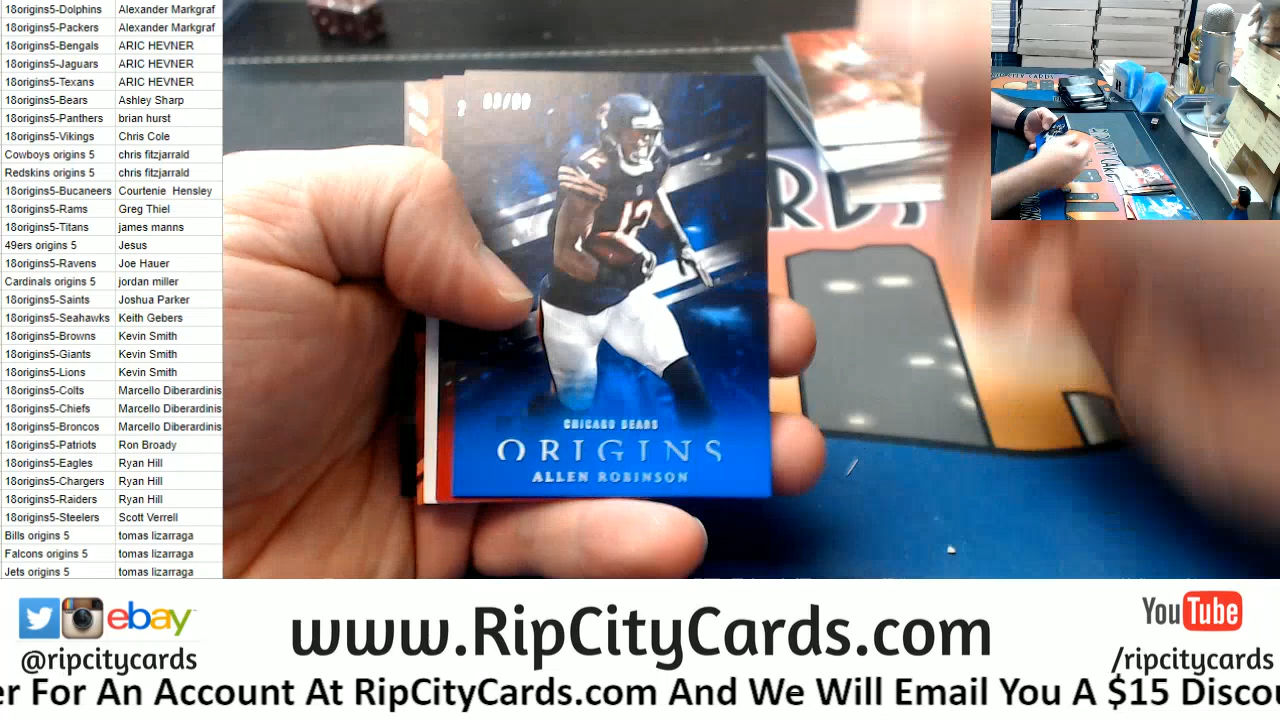 18origins5-Dolphins Alexander Markgraf
18origins5-Packers Alexander Markgraf
18origins5-Bengals ARIC HEVNER
18origins5-Jaguars ARIC HEVNER
18origins5-Texans ARIC HEVNER
18origins5-Bears Ashley Sharp
18origins5-Panthers brian hurst
18origins5-Vikings Chris Cole
Cowboys origins 5 chris fitzjarrald
Redskins origins 5 chris fitzjarrald
18origins5-Bucaneers Courtenie Hensley
18origins5-Rams Greg Thiel
18origins5-Titans james manns
49ers origins 5 Jesus
18origins5-Ravens Joe Hauer
Cardinals origins 5 jordan miller
18origins5-Saints Joshua Parker
18origins5-Seahawks Keith Gebers
18origins5-Browns Kevin Smith
18origins5-Giants Kevin Smith
18origins5-Lions Kevin Smith
18origins5-Colts Marcello Diberardinis
18origins5-Chiefs Marcello Diberardinis
18origins5-Broncos Marcello Diberardinis
18origins5-Patriots Ron Broady
18origins5-Eagles Ryan Hill
18origins5-Chargers Ryan Hill
18origins5-Raiders Ryan Hill
18origins5-Steelers Scott Verrell
Bills origins 5 tomas lizarraga
Falcons origins 5 tomas lizarraga
Jets origins 5 tomas lizarraga
12
12
CHICAGO BEARS
ORIGINS
ALLEN ROBINSON
CITY CARDS
ebay
@ripcitycards
www.RipCityCards.com
YouTube
/ripcitycards
er For An Account At RipCityCards.com And We Will Email You A $15 Discou